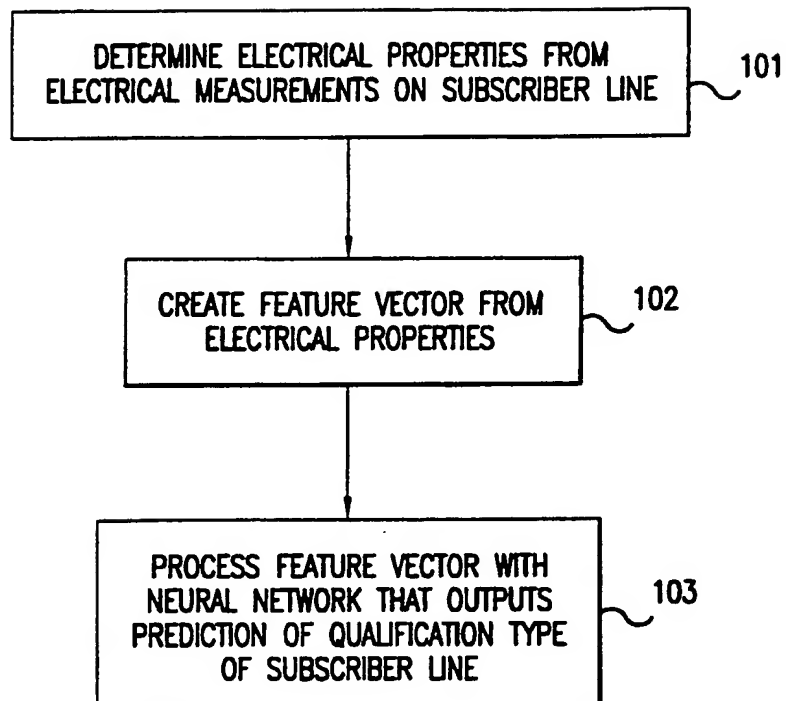 DETERMINE ELECTRICAL PROPERTIES FROM
ELECTRICAL MEASUREMENTS ON SUBSCRIBER LINE
101
CREATE FEATURE VECTOR FROM
ELECTRICAL PROPERTIES
102
PROCESS FEATURE VECTOR WITH
NEURAL NETWORK THAT OUTPUTS
PREDICTION OF QUALIFICATION TYPE
OF SUBSCRIBER LINE
103